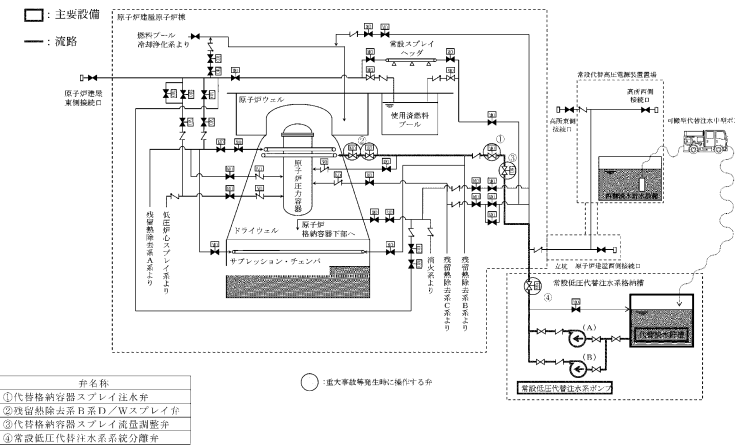 ：主要設備
：流路
原子炉建屋原子炉棟
燃料プール
冷却浄化系より
常設スプレイ
ヘッダ
原子炉建屋
東側接続口
原子炉ウェル
使用済燃料
プール
常設代替高圧電源装置置場
高所西側
接続口
高所東側
接続口
可搬型代替注水中型ポンプ
西側淡水貯水設備
原子炉圧力容器
ドライウェル
原子炉
格納容器下部へ
サプレッション・チェンバ
残留熱除去系A系より
低圧炉心スプレイ系より
消火系より
残留熱除去系C系より
残留熱除去系B系より
①
②
③
④
立坑
原子炉建屋西側接続口
常設低圧代替注水系格納槽
代替淡水貯槽
(A)
(B)
常設低圧代替注水系ポンプ
：重大事故等発生時に操作する弁
弁名称
①代替格納容器スプレイ注水弁
②残留熱除去系B系D／Wスプレイ弁
③代替格納容器スプレイ流量調整弁
④常設低圧代替注水系系統分離弁